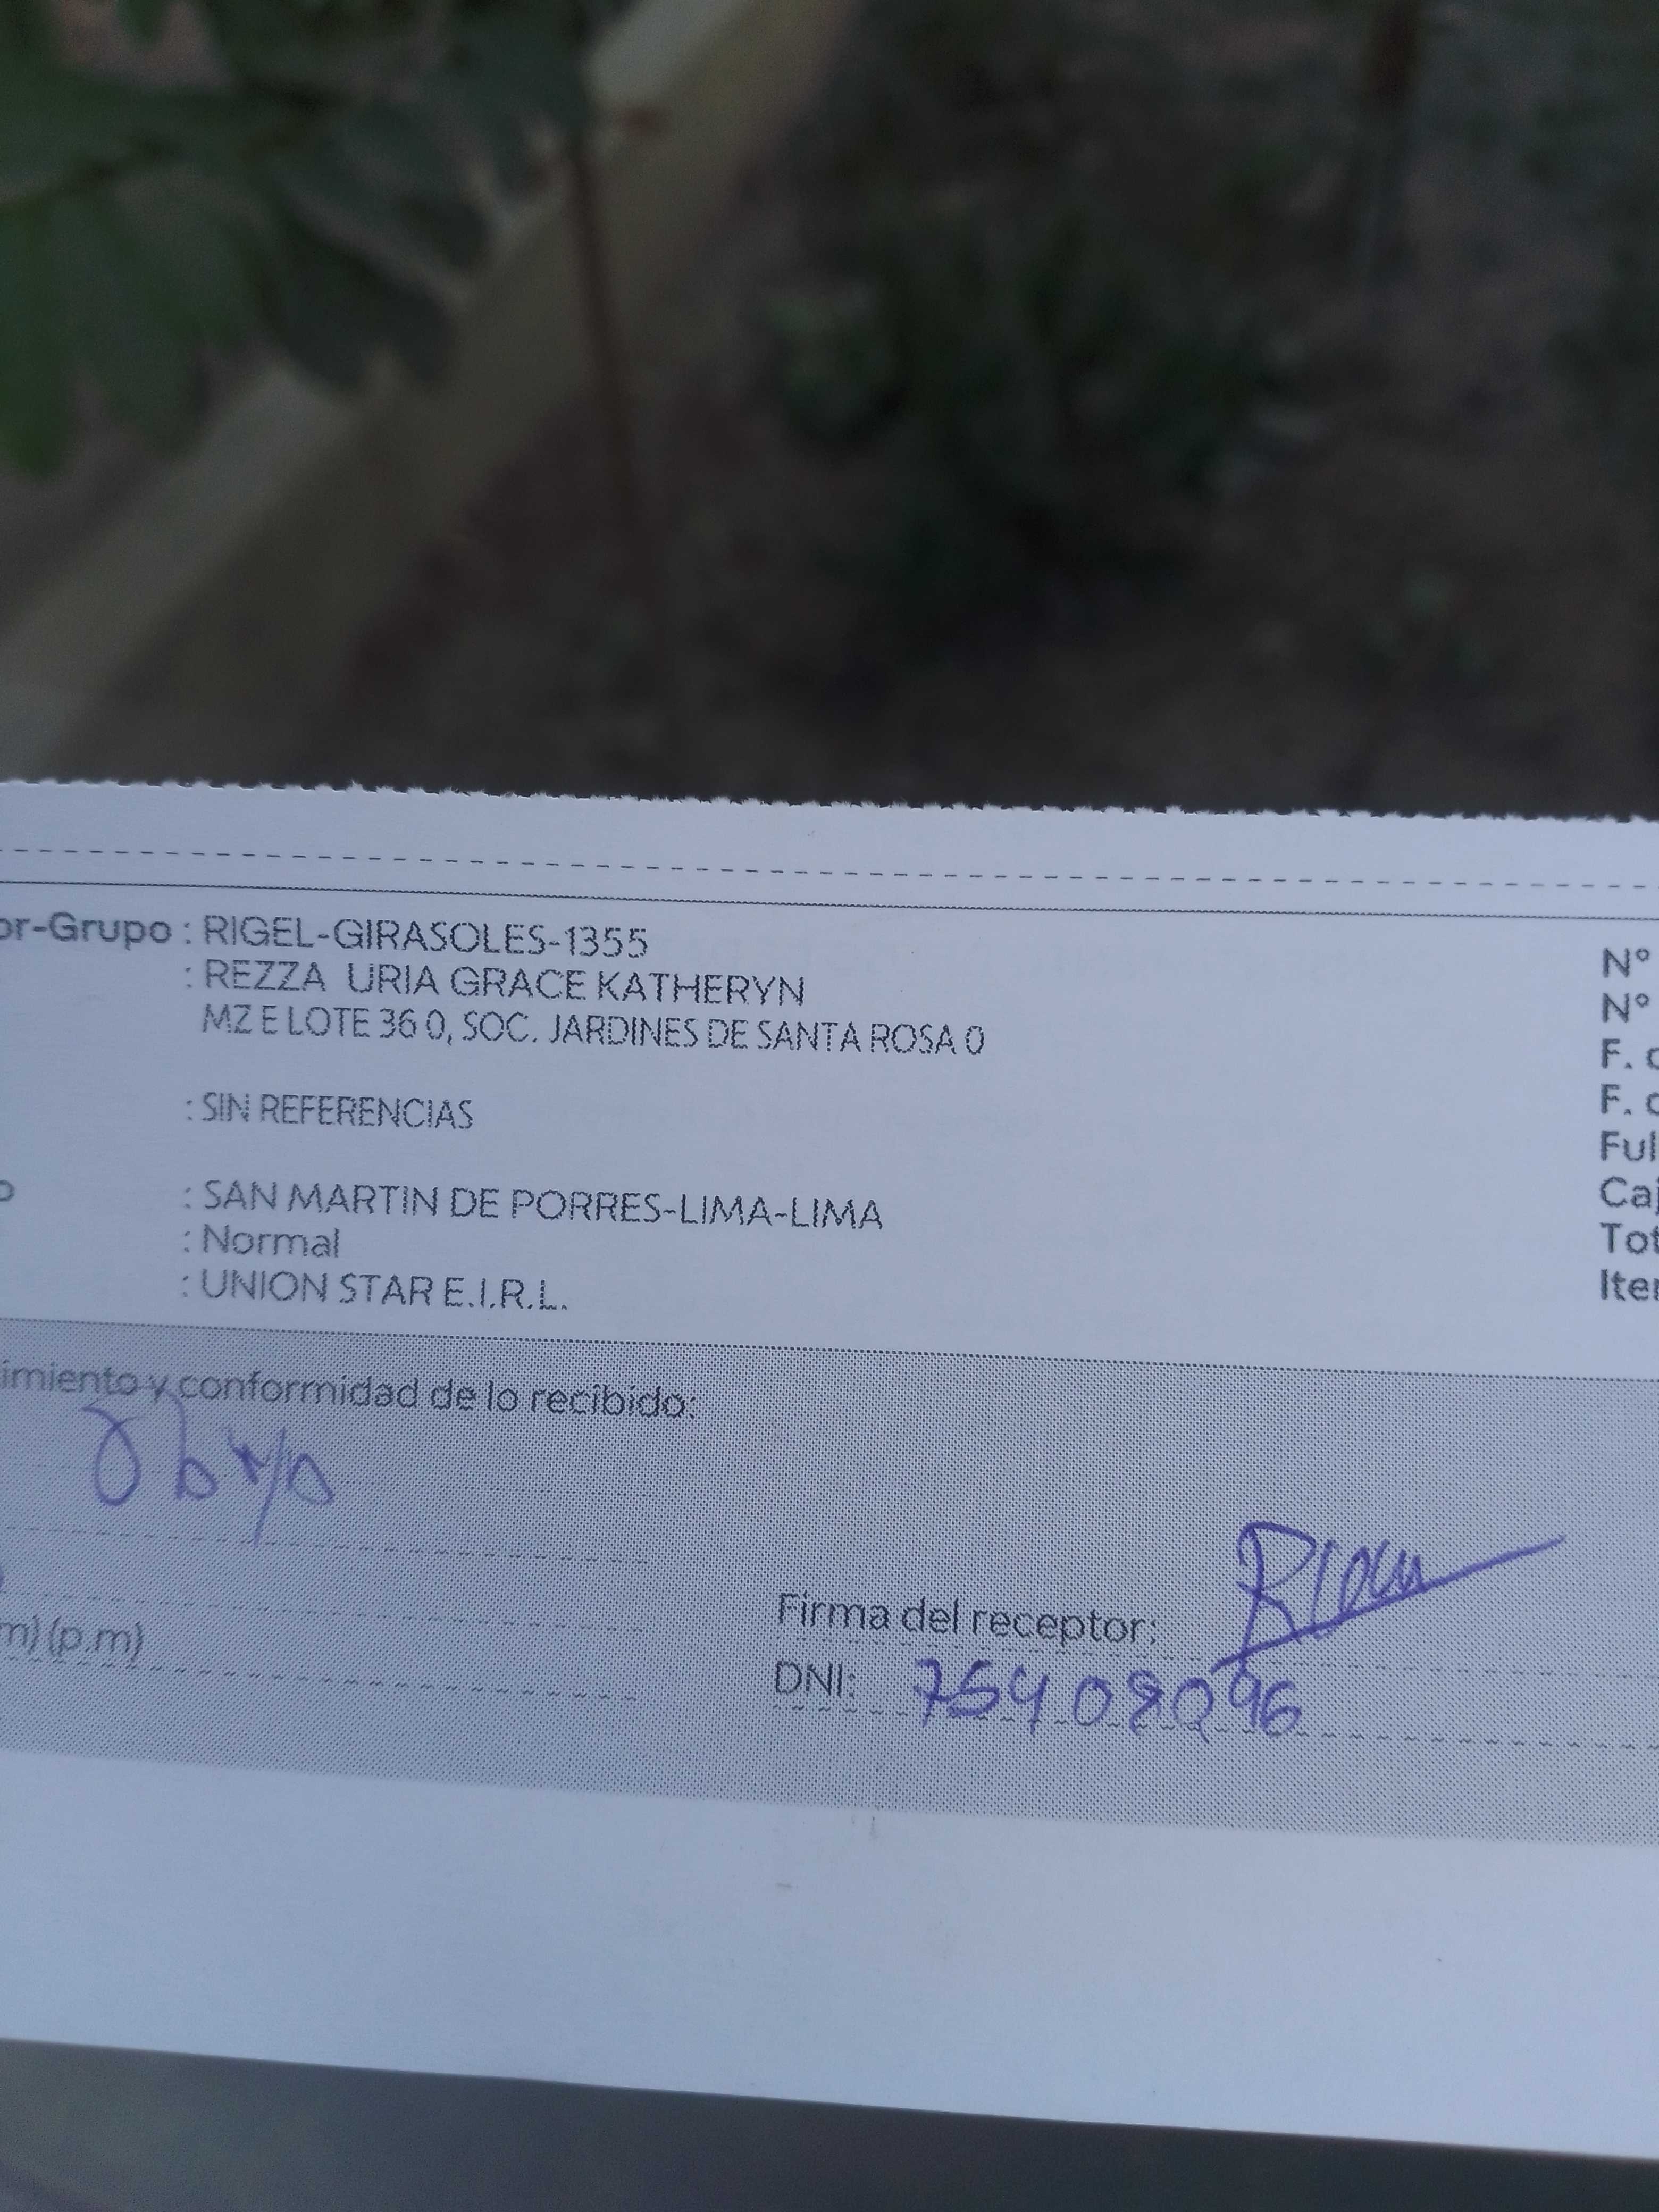 or-Grupo : RIGEL-GIRASOLES-1355
: REZZA URIA GRACE KATHERYN
MZ E LOTE 36 0, SOC. JARDINES DE SANTA ROSA 0
: SIN REFERENCIAS
: SAN MARTIN DE PORRES-LIMA-LIMA
: Normal
: UNION STAR E.I.R.L.
N°
N°
F.
F.
Ful
Caj
Tot
Ite
imiento y conformidad de lo recibido:
m) (p.m)
Firma del receptor:
DNI: 75408096